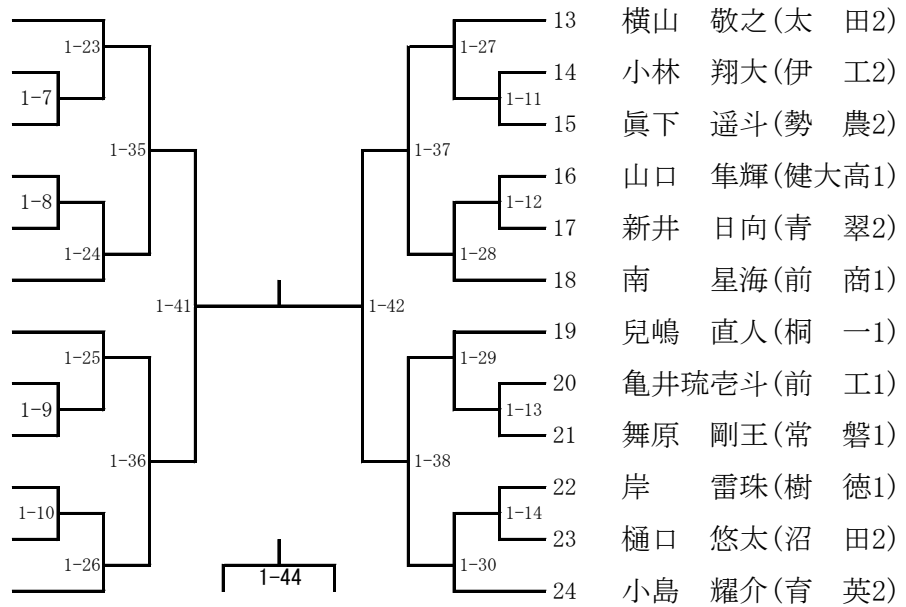 13 横山　敬之(太　田2)
1-23
1-27
14 小林　翔大(伊　工2)
1-7
1-11
15 眞下　遥斗(勢　農2)
1-35
1-37
16 山口　隼輝(健大高1)
1-8
1-12
17 新井　日向(青　翠2)
1-24
1-28
18 南　　星海(前　商1)
1-41
1-42
19 兒嶋　直人(桐　一1)
1-25
1-29
20 亀井琉壱斗(前　工1)
1-9
1-13
21 舞原　剛王(常　磐1)
1-36
1-38
22 岸　　雷珠(樹　徳1)
1-10
1-14
23 樋口　悠太(沼　田2)
1-26
1-30
1-44
24 小島　耀介(育　英2)